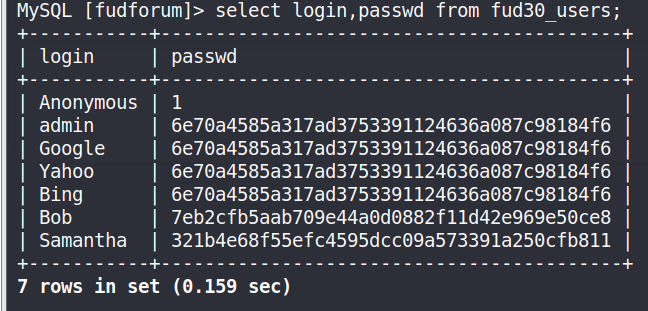 MySQL [fudforum]> select login,passwd from fud30_users;
+-----------+------------------------------------------+
| login     | passwd                                   |
+-----------+------------------------------------------+
| Anonymous | 1                                        |
| admin     | 6e70a4585a317ad3753391124636a087c98184f6 |
| Google    | 6e70a4585a317ad3753391124636a087c98184f6 |
| Yahoo     | 6e70a4585a317ad3753391124636a087c98184f6 |
| Bing      | 6e70a4585a317ad3753391124636a087c98184f6 |
| Bob       | 7eb2cfb5aab709e44a0d0882f11d42e969e50ce8 |
| Samantha  | 321b4e68f55efc4595dcc09a573391a250cfb811 |
+-----------+------------------------------------------+
7 rows in set (0.159 sec)